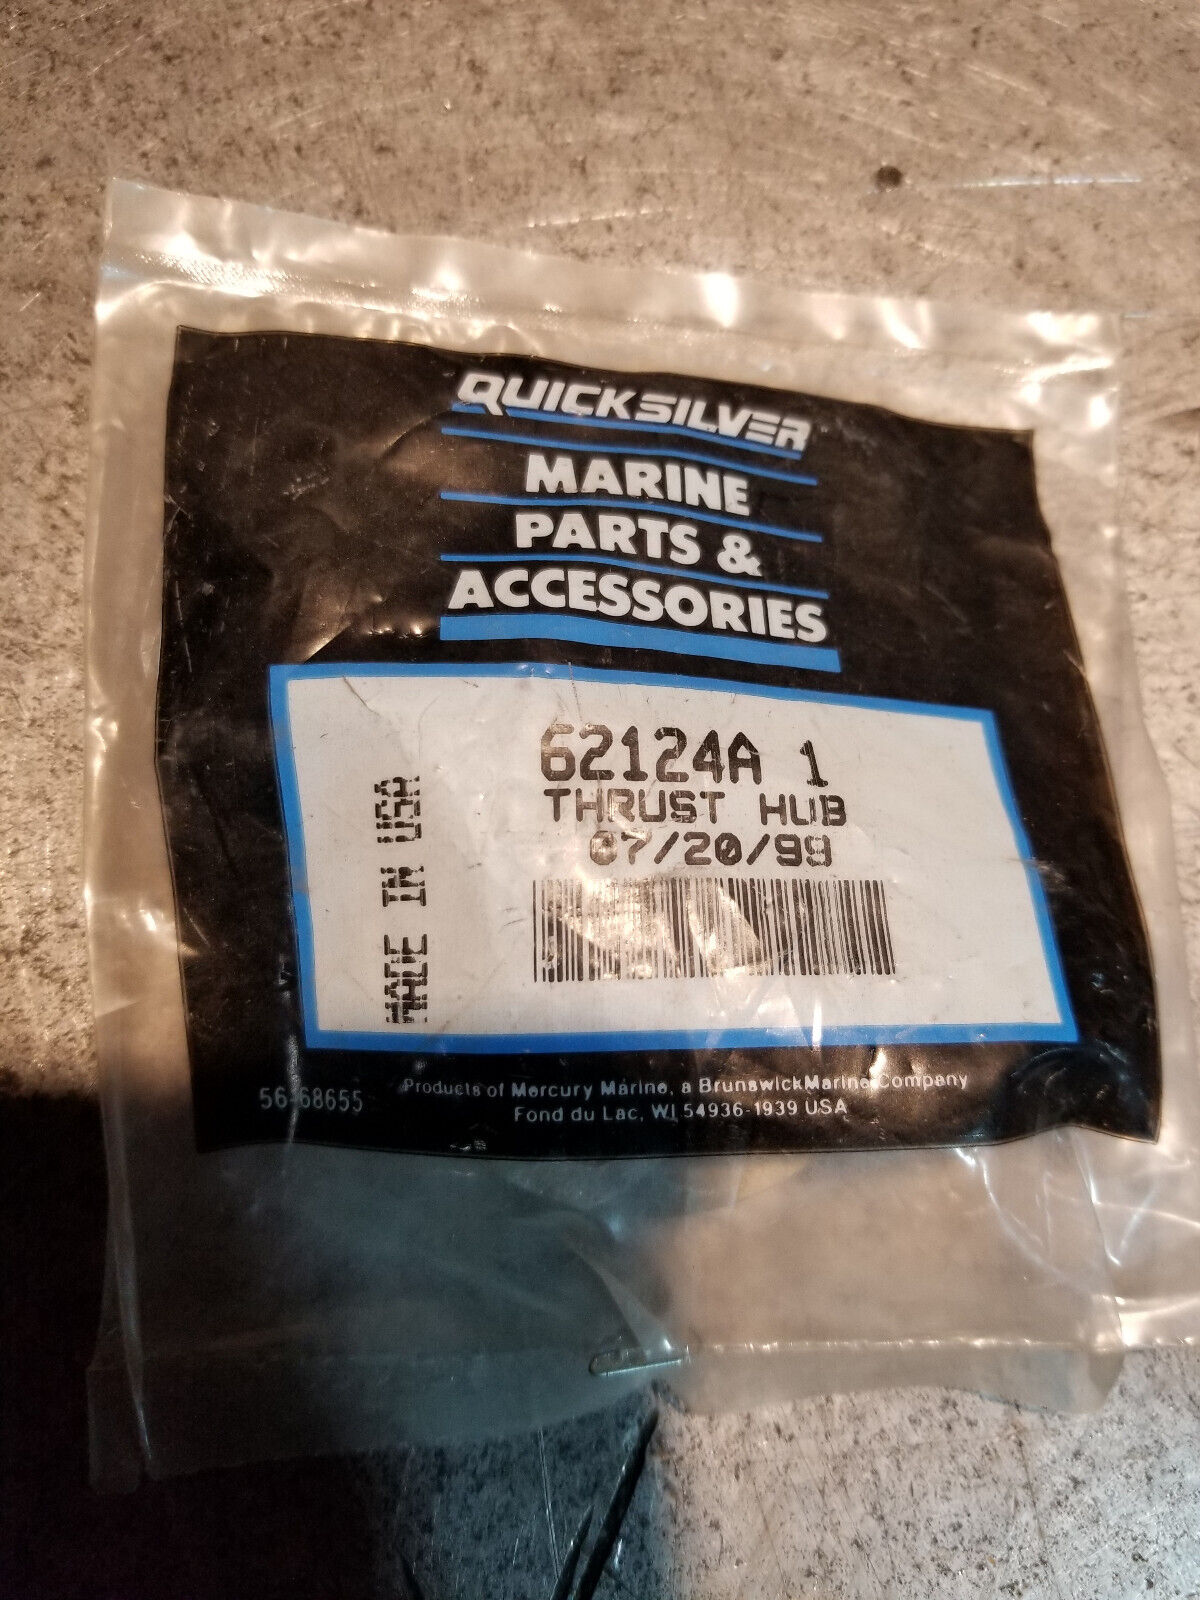 QUICKSILVER
MARINE
PARTS &
ACCESSORIES
62124A 1
THRUST HUB
07/20/99
MADE IN USA
56-68655
Products of Mercury Marine, a Brunswick Marine Company
Fond du Lac, WI 54936-1939 USA